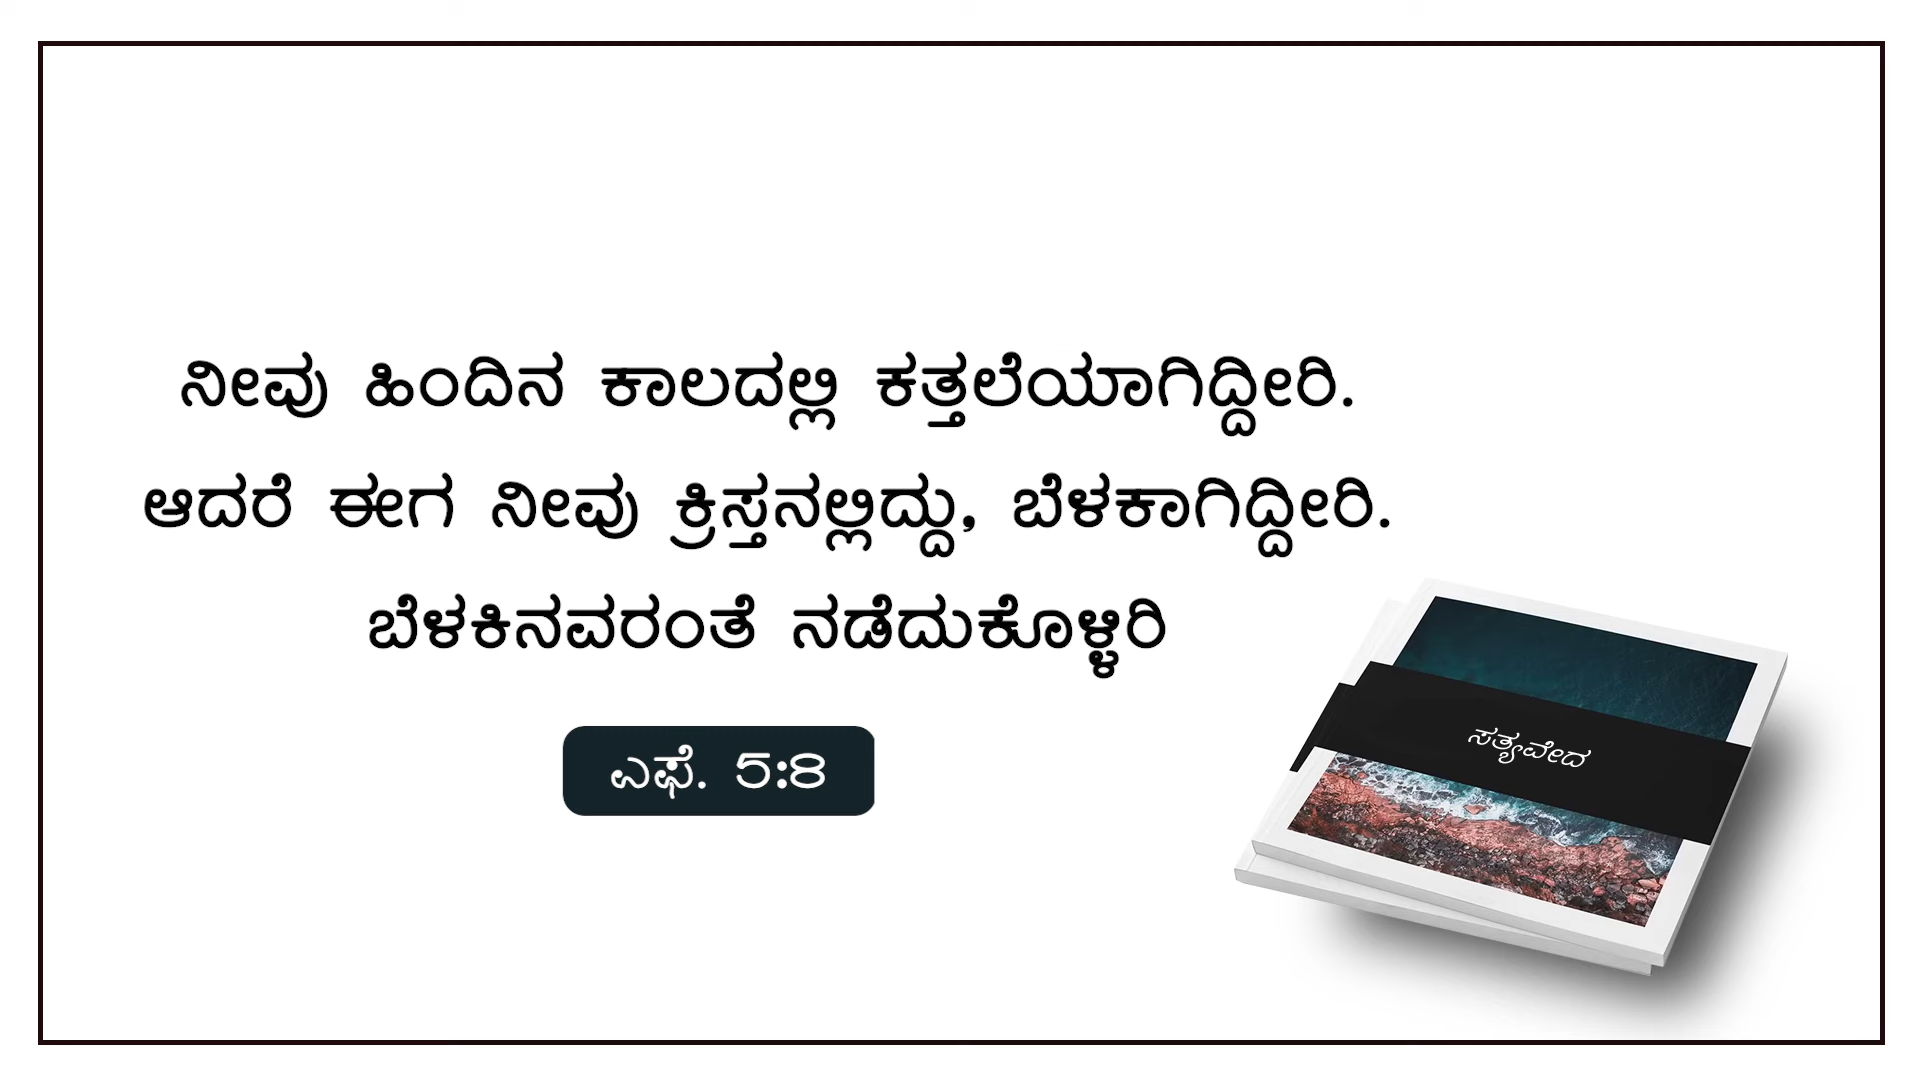 ನೀವು ಹಿಂದಿನ ಕಾಲದಲ್ಲಿ ಕತ್ತಲೆಯಾಗಿದ್ದೀರಿ.
ಆದರೆ ಈಗ ನೀವು ಕ್ರಿಸ್ತನಲ್ಲಿದ್ದು, ಬೆಳಕಾಗಿದ್ದೀರಿ.
ಬೆಳಕಿನವರಂತೆ ನಡೆದುಕೊಳ್ಳಿರಿ
ಎಫೆ. 5:8
ಸತ್ಯವೇದ